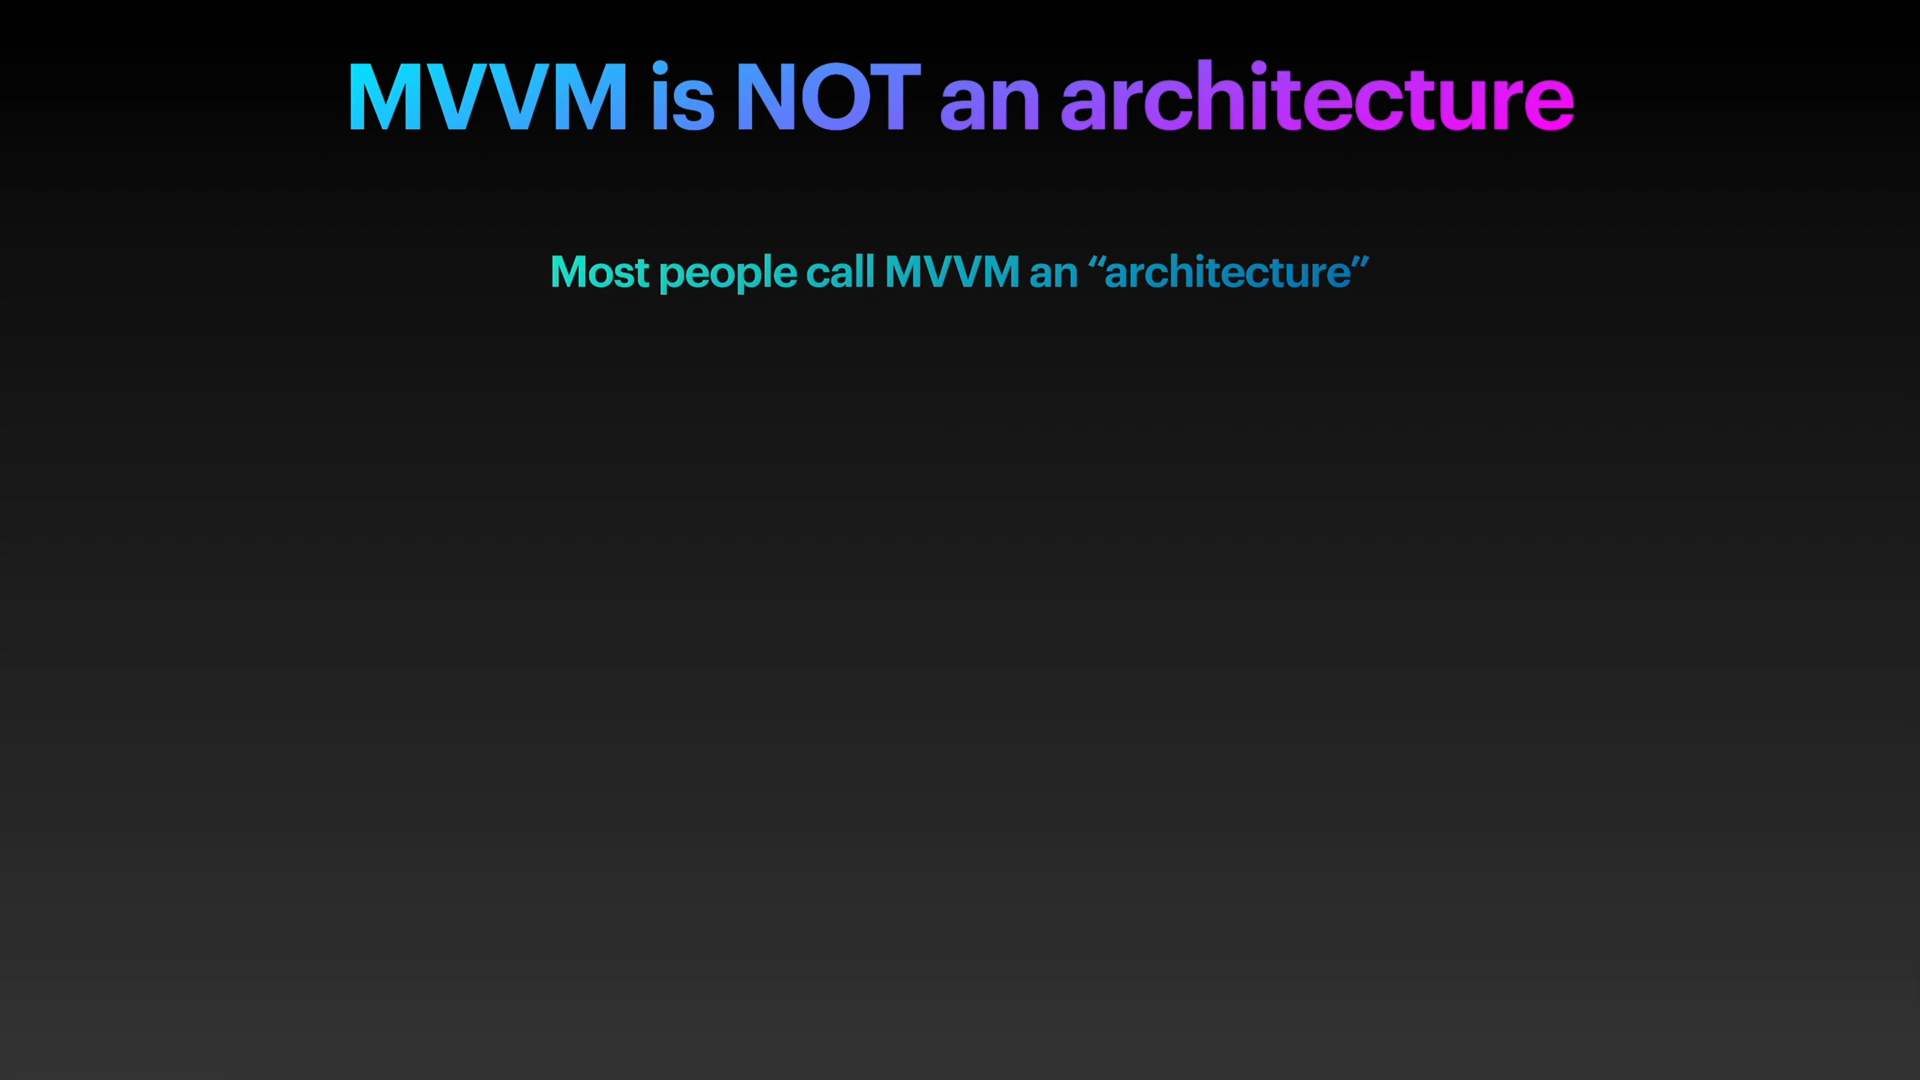 MVVM is NOT an architecture
Most people call MVVM an “architecture”